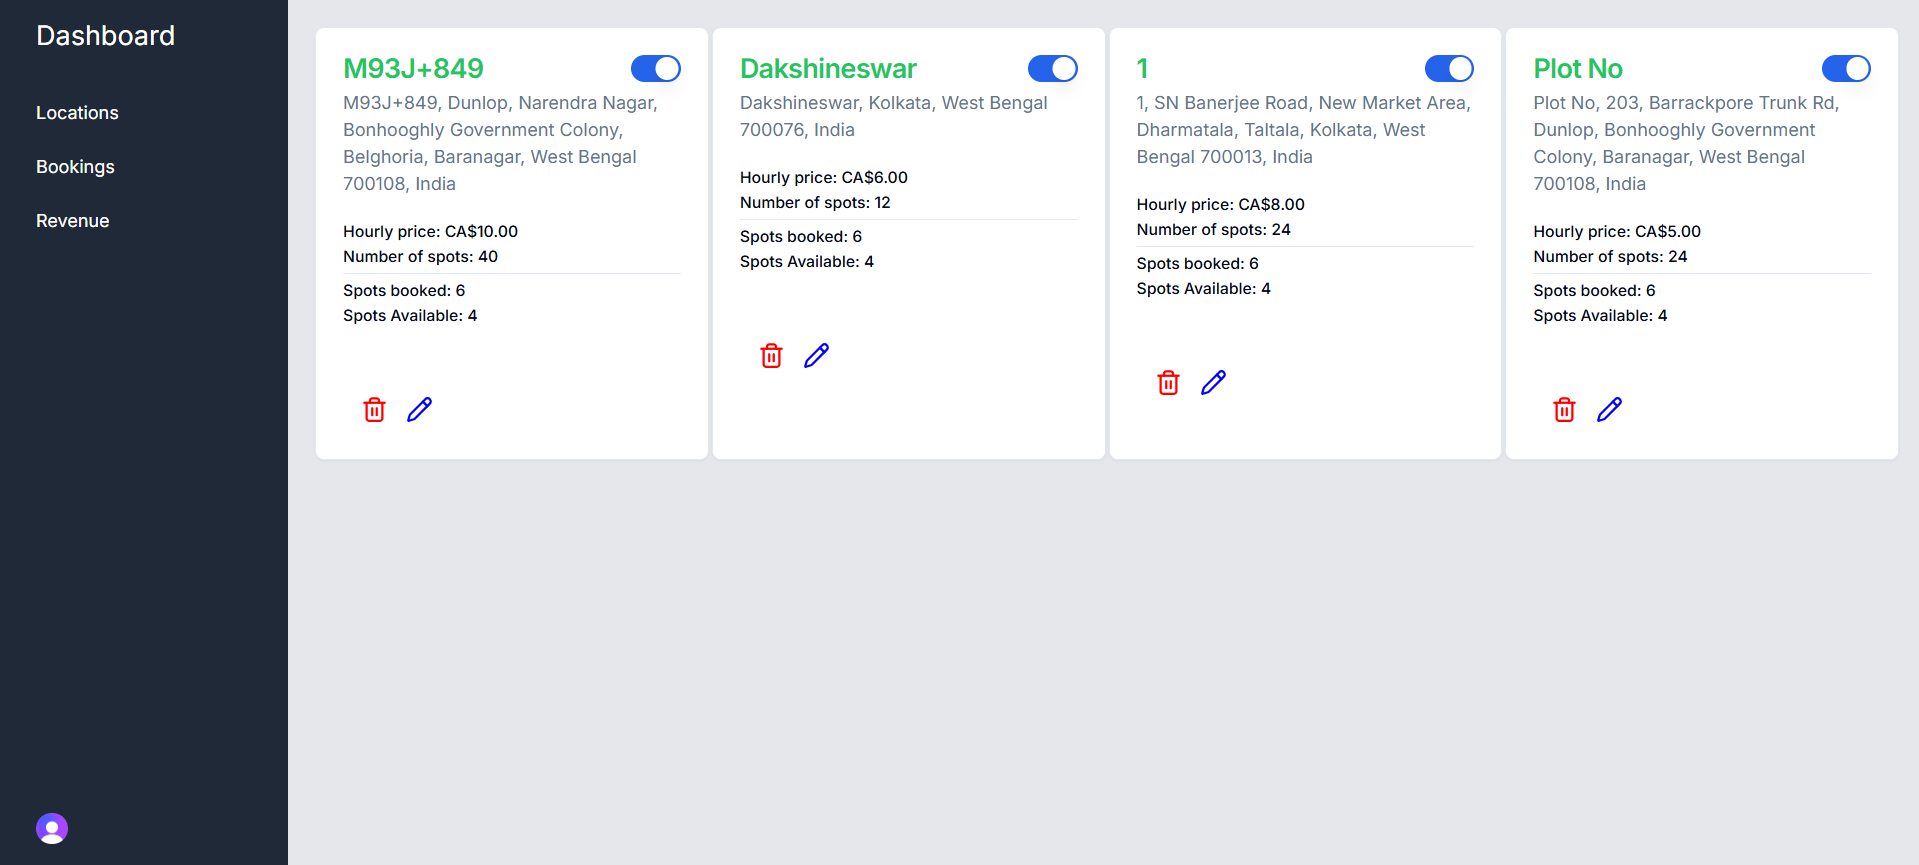 Dashboard
Locations
Bookings
Revenue
M93J+849
M93J+849, Dunlop, Narendra Nagar,
Bonhooghly Government Colony,
Belghoria, Baranagar, West Bengal
700108, India
Hourly price: CA$10.00
Number of spots: 40
Spots booked: 6
Spots Available: 4
Dakshineswar
Dakshineswar, Kolkata, West Bengal
700076, India
Hourly price: CA$6.00
Number of spots: 12
Spots booked: 6
Spots Available: 4
1
1, SN Banerjee Road, New Market Area,
Dharmatala, Taltala, Kolkata, West
Bengal 700013, India
Hourly price: CA$8.00
Number of spots: 24
Spots booked: 6
Spots Available: 4
Plot No
Plot No, 203, Barrackpore Trunk Rd,
Dunlop, Bonhooghly Government
Colony, Baranagar, West Bengal
700108, India
Hourly price: CA$5.00
Number of spots: 24
Spots booked: 6
Spots Available: 4